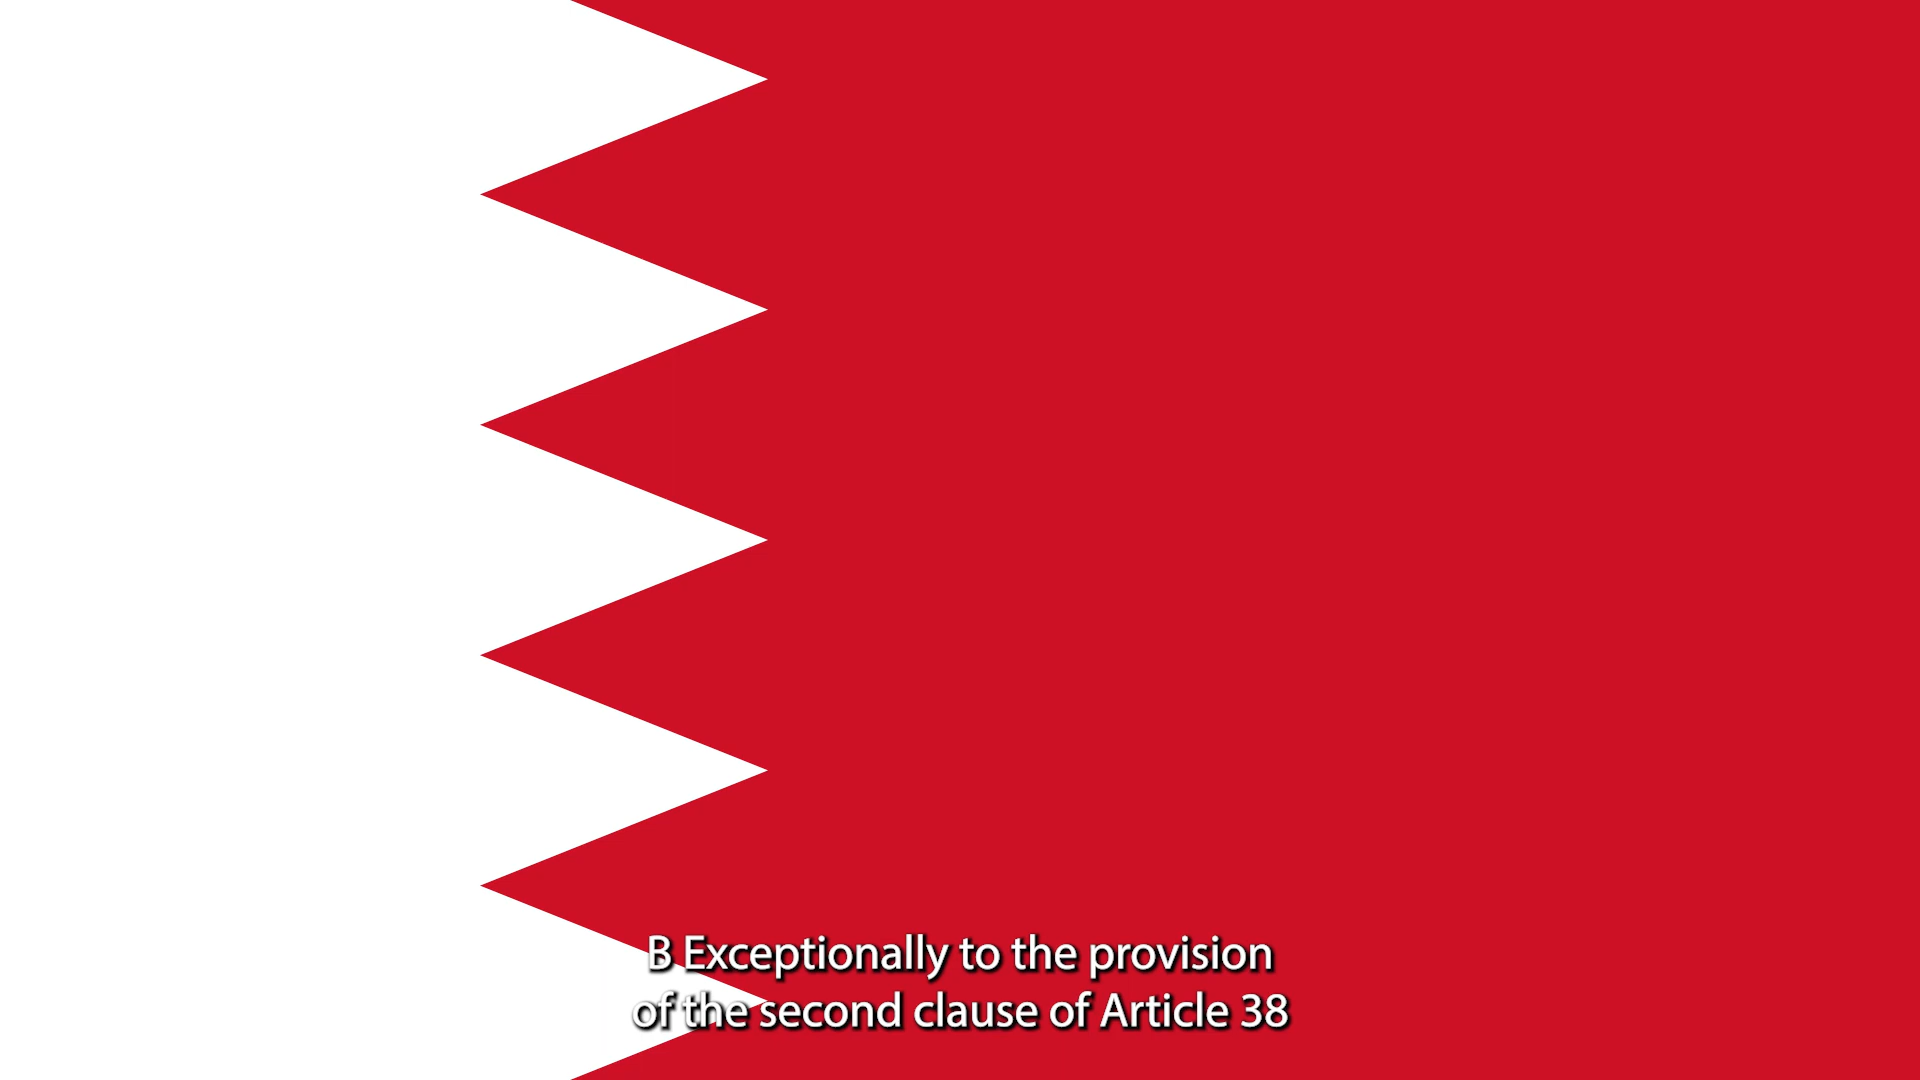 B Exceptionally to the provision
of the second clause of Article 38